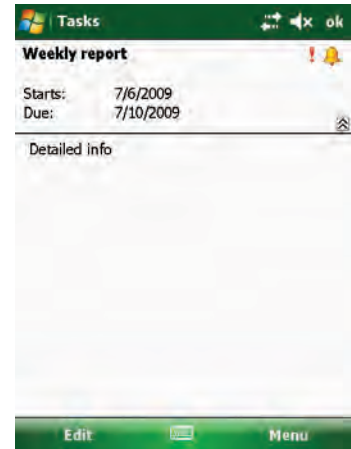 Tasks ok
Weekly report !
Starts: 7/6/2009
Due: 7/10/2009
Detailed info
Edit Menu